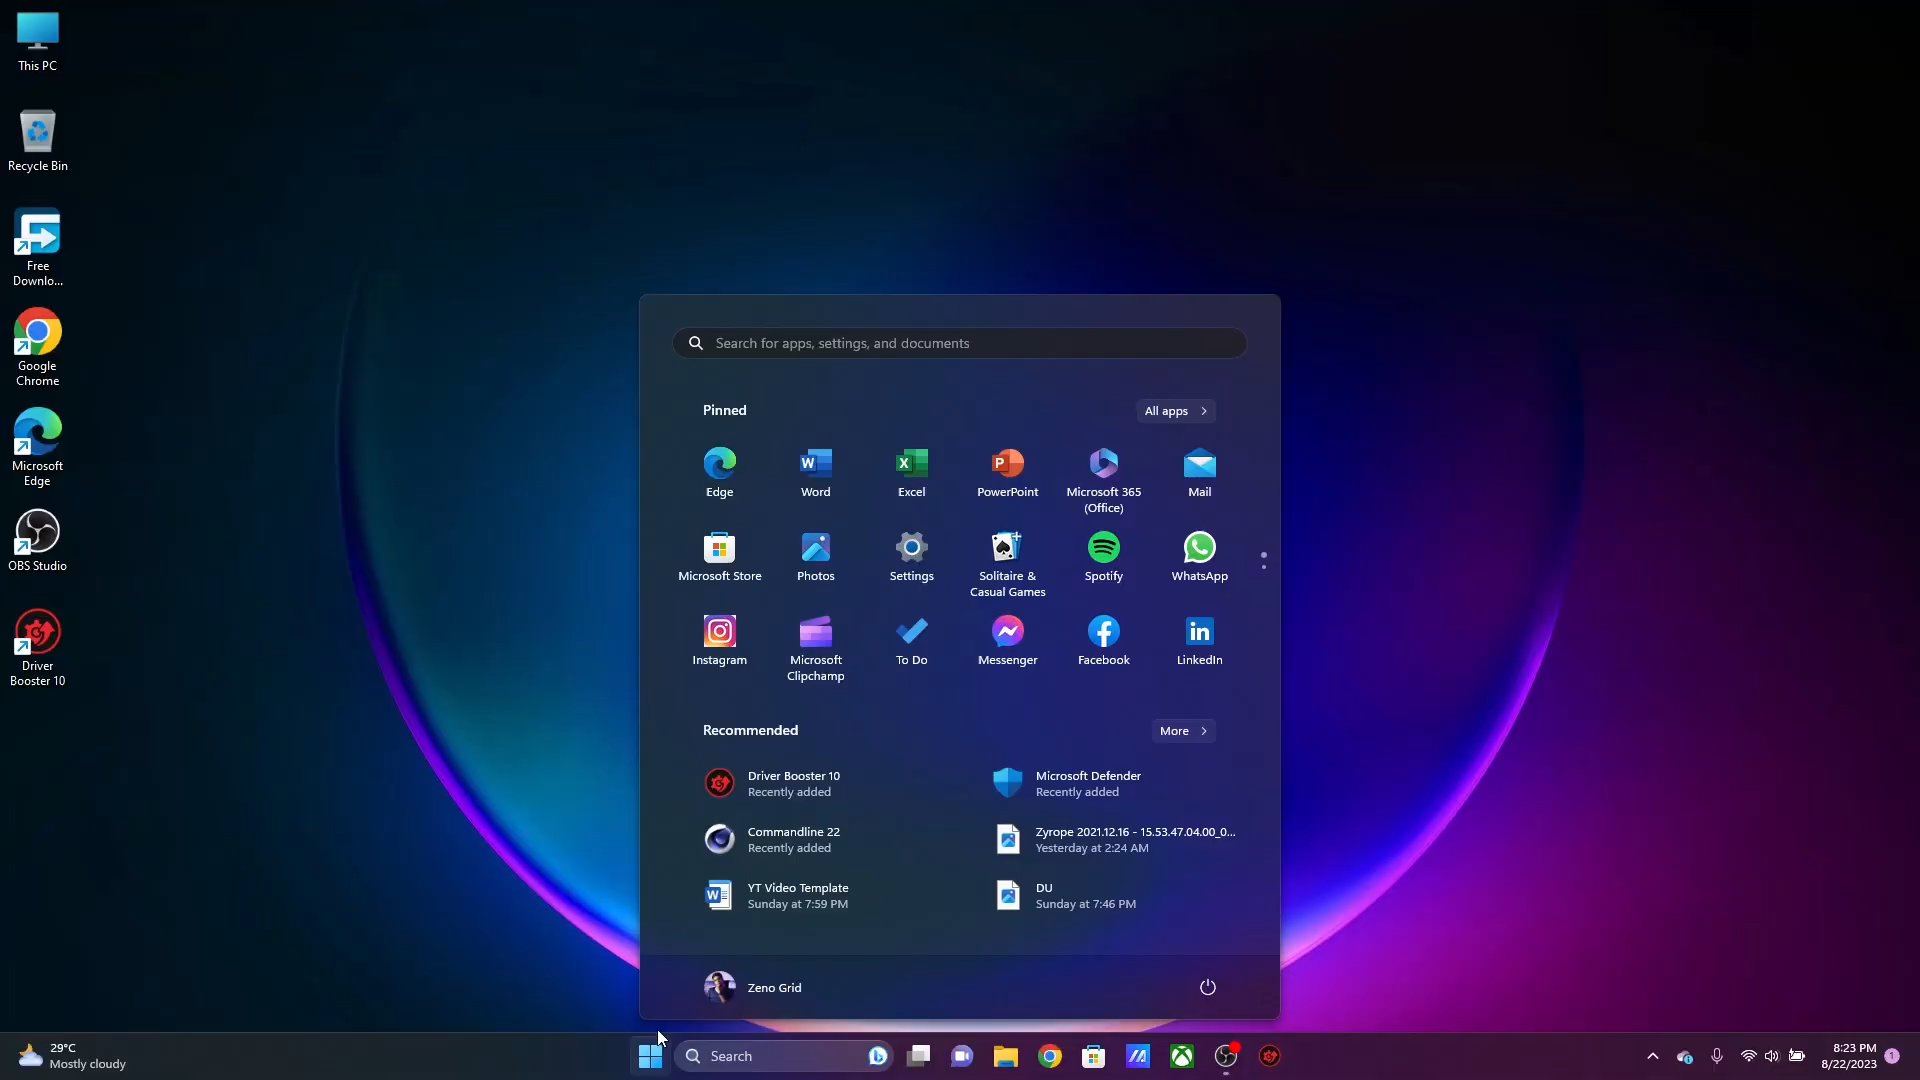 This PC
Recycle Bin
Free
Downlo...
Google
Chrome
Microsoft
Edge
OBS Studio
Driver
Booster 10
Search for apps, settings, and documents
Pinned
All apps
Edge
Word
Excel
PowerPoint
Microsoft 365
(Office)
Mail
Microsoft Store
Photos
Settings
Solitaire &
Casual Games
Spotify
WhatsApp
Instagram
Microsoft
Clipchamp
To Do
Messenger
Facebook
LinkedIn
Recommended
More
Driver Booster 10
Recently added
Microsoft Defender
Recently added
Commandline 22
Recently added
Zyrope 2021.12.16 - 15.53.47.04.00_0...
Yesterday at 2:24 AM
YT Video Template
Sunday at 7:59 PM
DU
Sunday at 7:46 PM
Zeno Grid
29°C
Mostly cloudy
Search
8:23 PM
8/22/2023
1